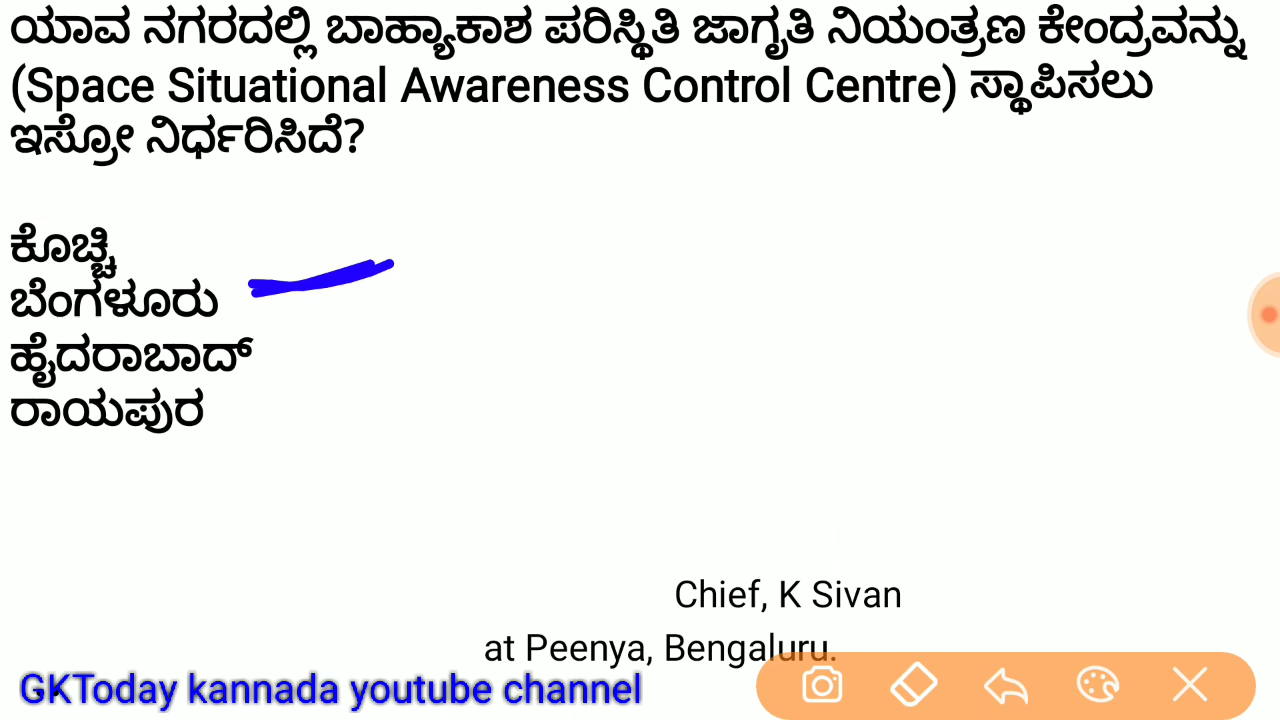 ಯಾವ ನಗರದಲ್ಲಿ ಬಾಹ್ಯಾಕಾಶ ಪರಿಸ್ಥಿತಿ ಜಾಗೃತಿ ನಿಯಂತ್ರಣ ಕೇಂದ್ರವನ್ನು
(Space Situational Awareness Control Centre) ಸ್ಥಾಪಿಸಲು
ಇಸ್ರೋ ನಿರ್ಧರಿಸಿದೆ?
ಕೊಚ್ಚಿ
ಬೆಂಗಳೂರು
ಹೈದರಾಬಾದ್
ರಾಯಪುರ
Chief, K Sivan
at Peenya, Bengaluru.
GKToday kannada youtube channel